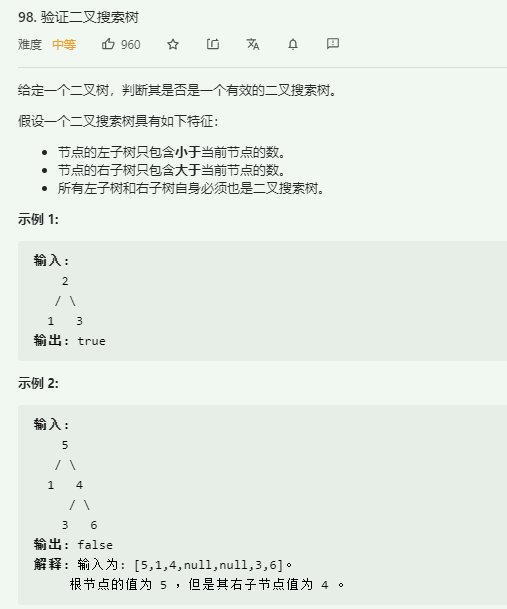 98. 验证二叉搜索树
难度 中等 960
给定一个二叉树，判断其是否是一个有效的二叉搜索树。
假设一个二叉搜索树具有如下特征：
• 节点的左子树只包含小于当前节点的数。
• 节点的右子树只包含大于当前节点的数。
• 所有左子树和右子树自身必须也是二叉搜索树。
示例 1:
输入:
2
/ \
1 3
输出: true
示例 2:
输入:
5
/ \
1 4
/ \
3 6
输出: false
解释: 输入为: [5,1,4,null,null,3,6]。
根节点的值为 5 ，但是其右子节点值为 4 。